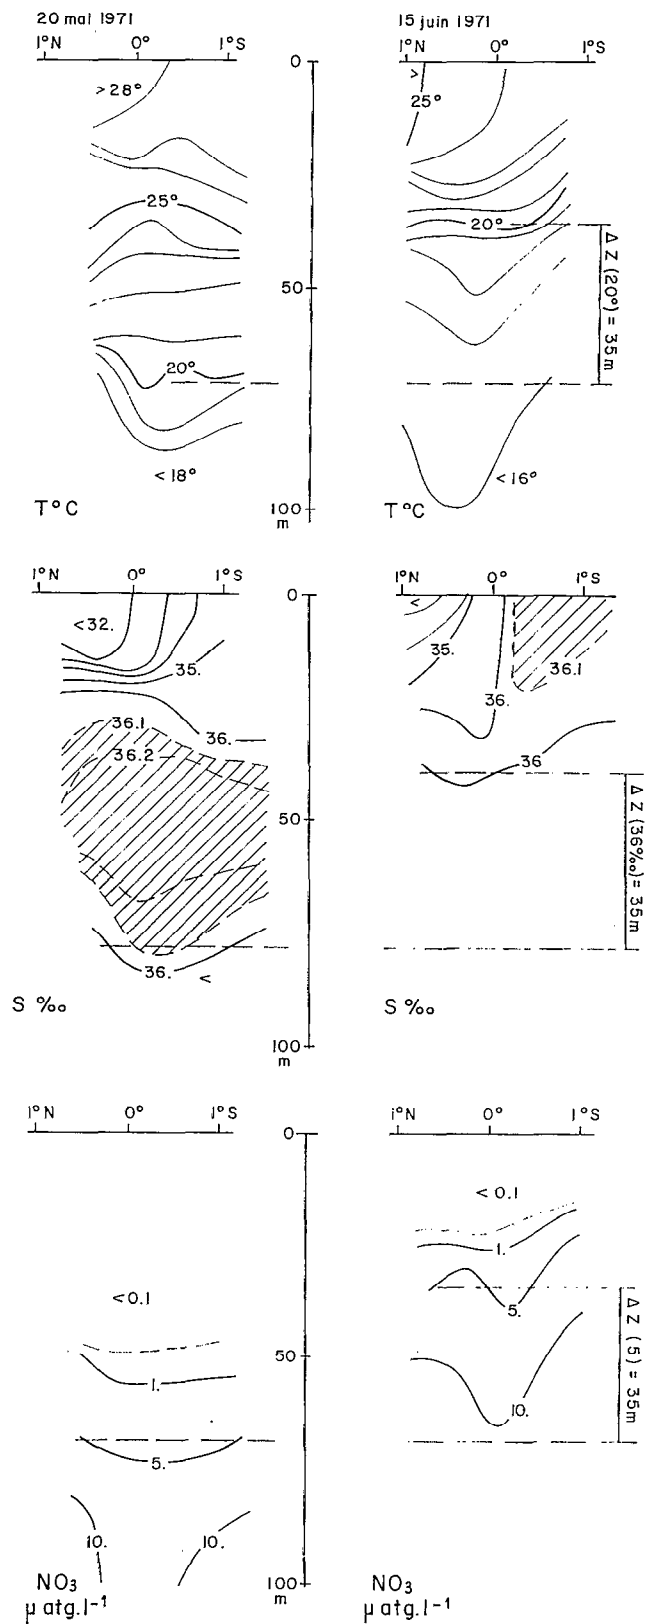 20 mai 1971
15 juin 1971
1°N 0° 1°S
1°N 0° 1°S
0
>28°
>
25°
25°
20°
50
Δ Z (20°) = 35m
20°
<18°
<16°
100
m
T°C
T°C
1°N 0° 1°S
1°N 0° 1°S
0
<32.
<
35.
35.
36.1
36.
36.1
36.
36.2
36
50
Δ Z (36‰) = 35m
36.
<
S ‰
S ‰
100
m
1°N 0° 1°S
1°N 0° 1°S
0
<0.1
1.
<0.1
5.
50
Δ Z (5) = 35m
1.
10.
5.
10.
10.
100
m
NO3
μ atg.l-1
NO3
μ atg.l-1